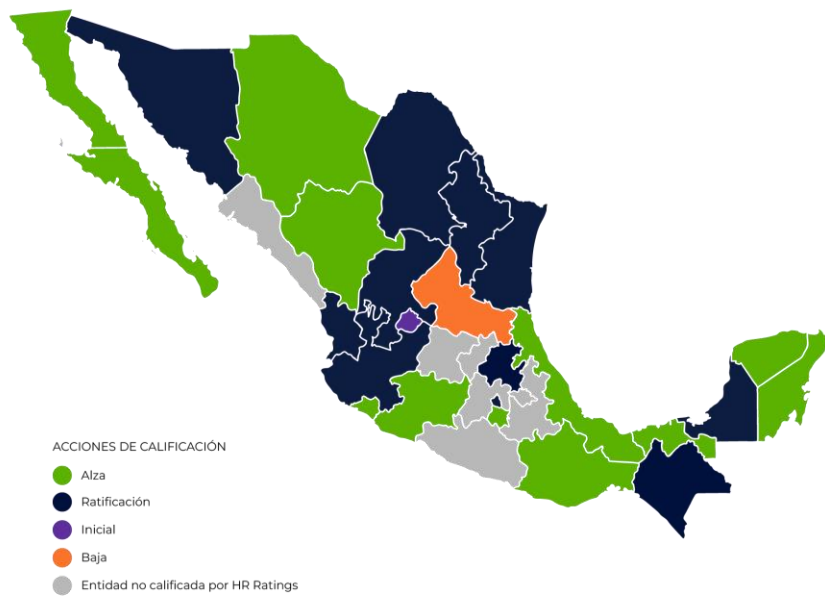 ACCIONES DE CALIFICACIÓN
Alza
Ratificación
Inicial
Baja
Entidad no calificada por HR Ratings